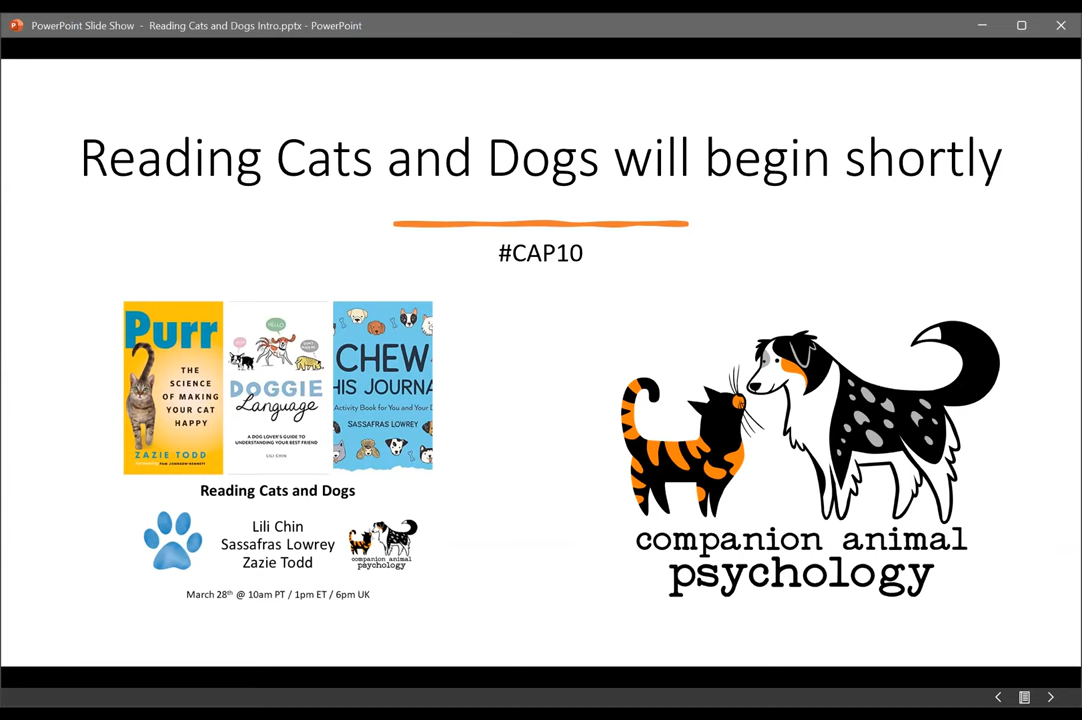 PowerPoint Slide Show - Reading Cats and Dogs Intro.pptx - PowerPoint
Reading Cats and Dogs will begin shortly
#CAP10
Purr
THE
SCIENCE
OF MAKING
YOUR CAT
HAPPY
ZAZIE TODD
HELLO
DOGGIE
Language
A DOG LOVER'S GUIDE TO
UNDERSTANDING YOUR BEST FRIEND
LILI CHIN
CHEW
HIS JOURNA
Activity Book for You and Your D
SASSAFRAS LOWREY
Reading Cats and Dogs
Lili Chin
Sassafras Lowrey
Zazie Todd
companion animal
psychology
March 28th @ 10am PT / 1pm ET / 6pm UK
companion animal
psychology